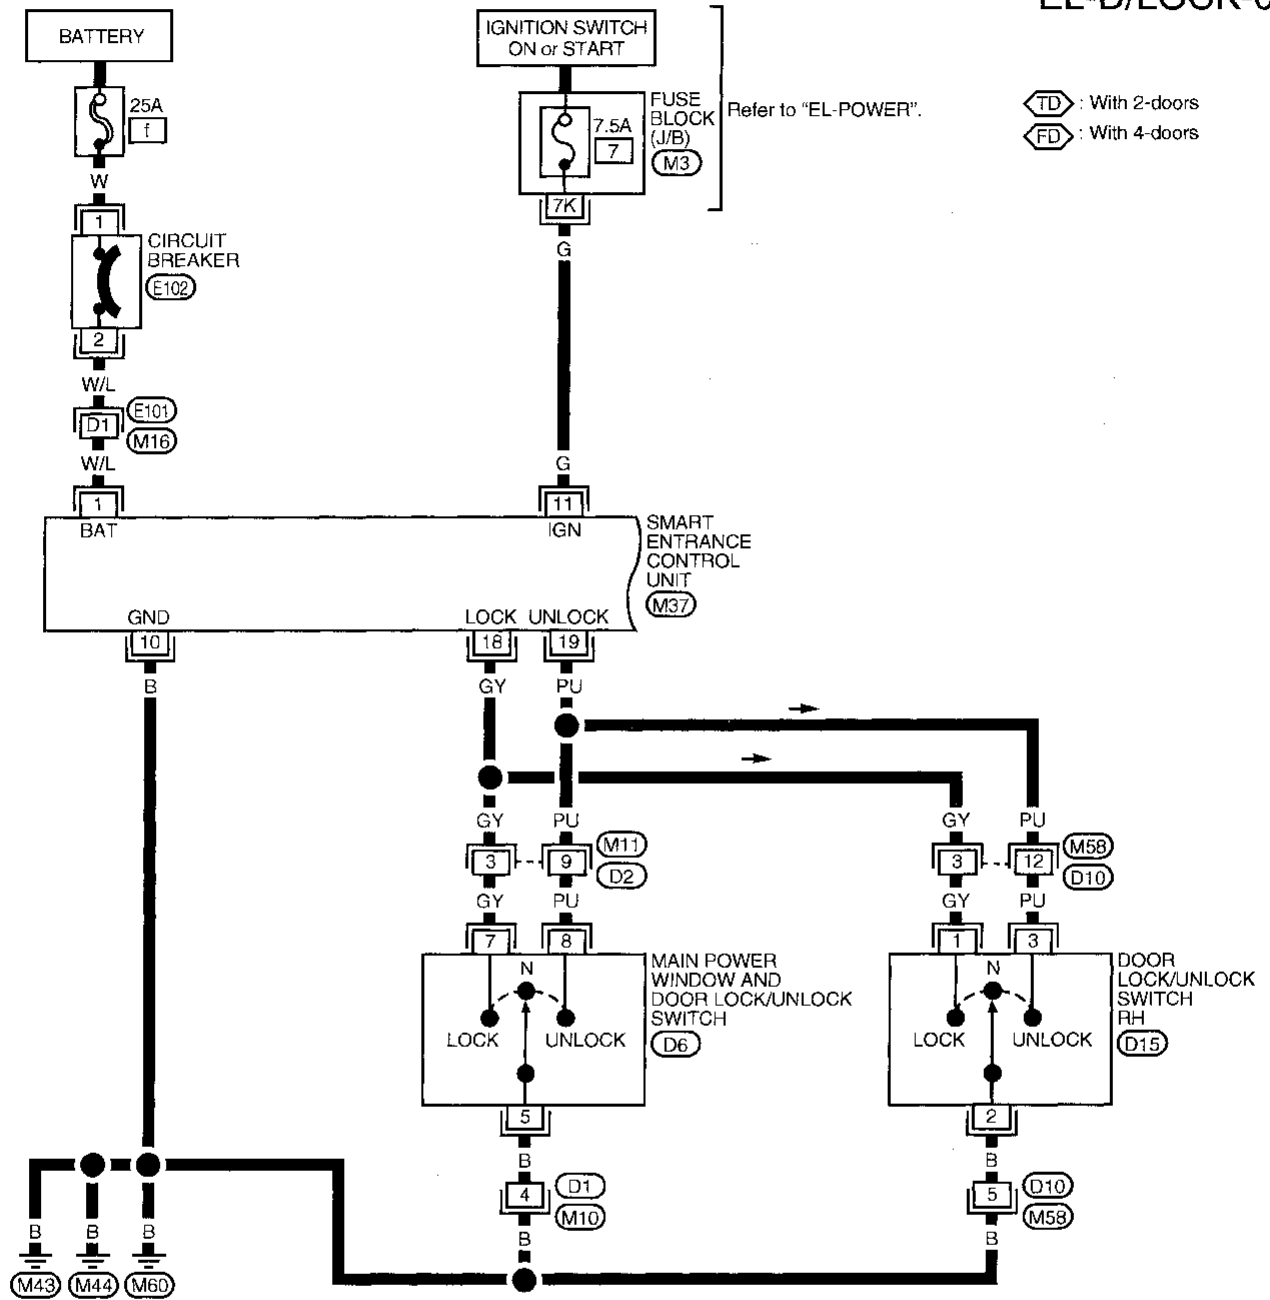 BATTERY
IGNITION SWITCH
ON or START
25A
f
7.5A
7
FUSE
BLOCK
(J/B)
M3
Refer to "EL-POWER".
TD : With 2-doors
FD : With 4-doors
W
7K
1
CIRCUIT
BREAKER
E102
G
2
W/L
D1
E101
M16
W/L
G
1
11
BAT
IGN
SMART
ENTRANCE
CONTROL
UNIT
M37
GND
LOCK
UNLOCK
10
18
19
B
GY
PU
GY
PU
GY
PU
3
9
M11
D2
3
12
M58
D10
GY
PU
GY
PU
7
8
1
3
N
LOCK
UNLOCK
MAIN POWER
WINDOW AND
DOOR LOCK/UNLOCK
SWITCH
D6
N
LOCK
UNLOCK
DOOR
LOCK/UNLOCK
SWITCH
RH
D15
5
2
B
B
4
D1
M10
5
D10
M58
B
B
B
B
B
M43
M44
M60